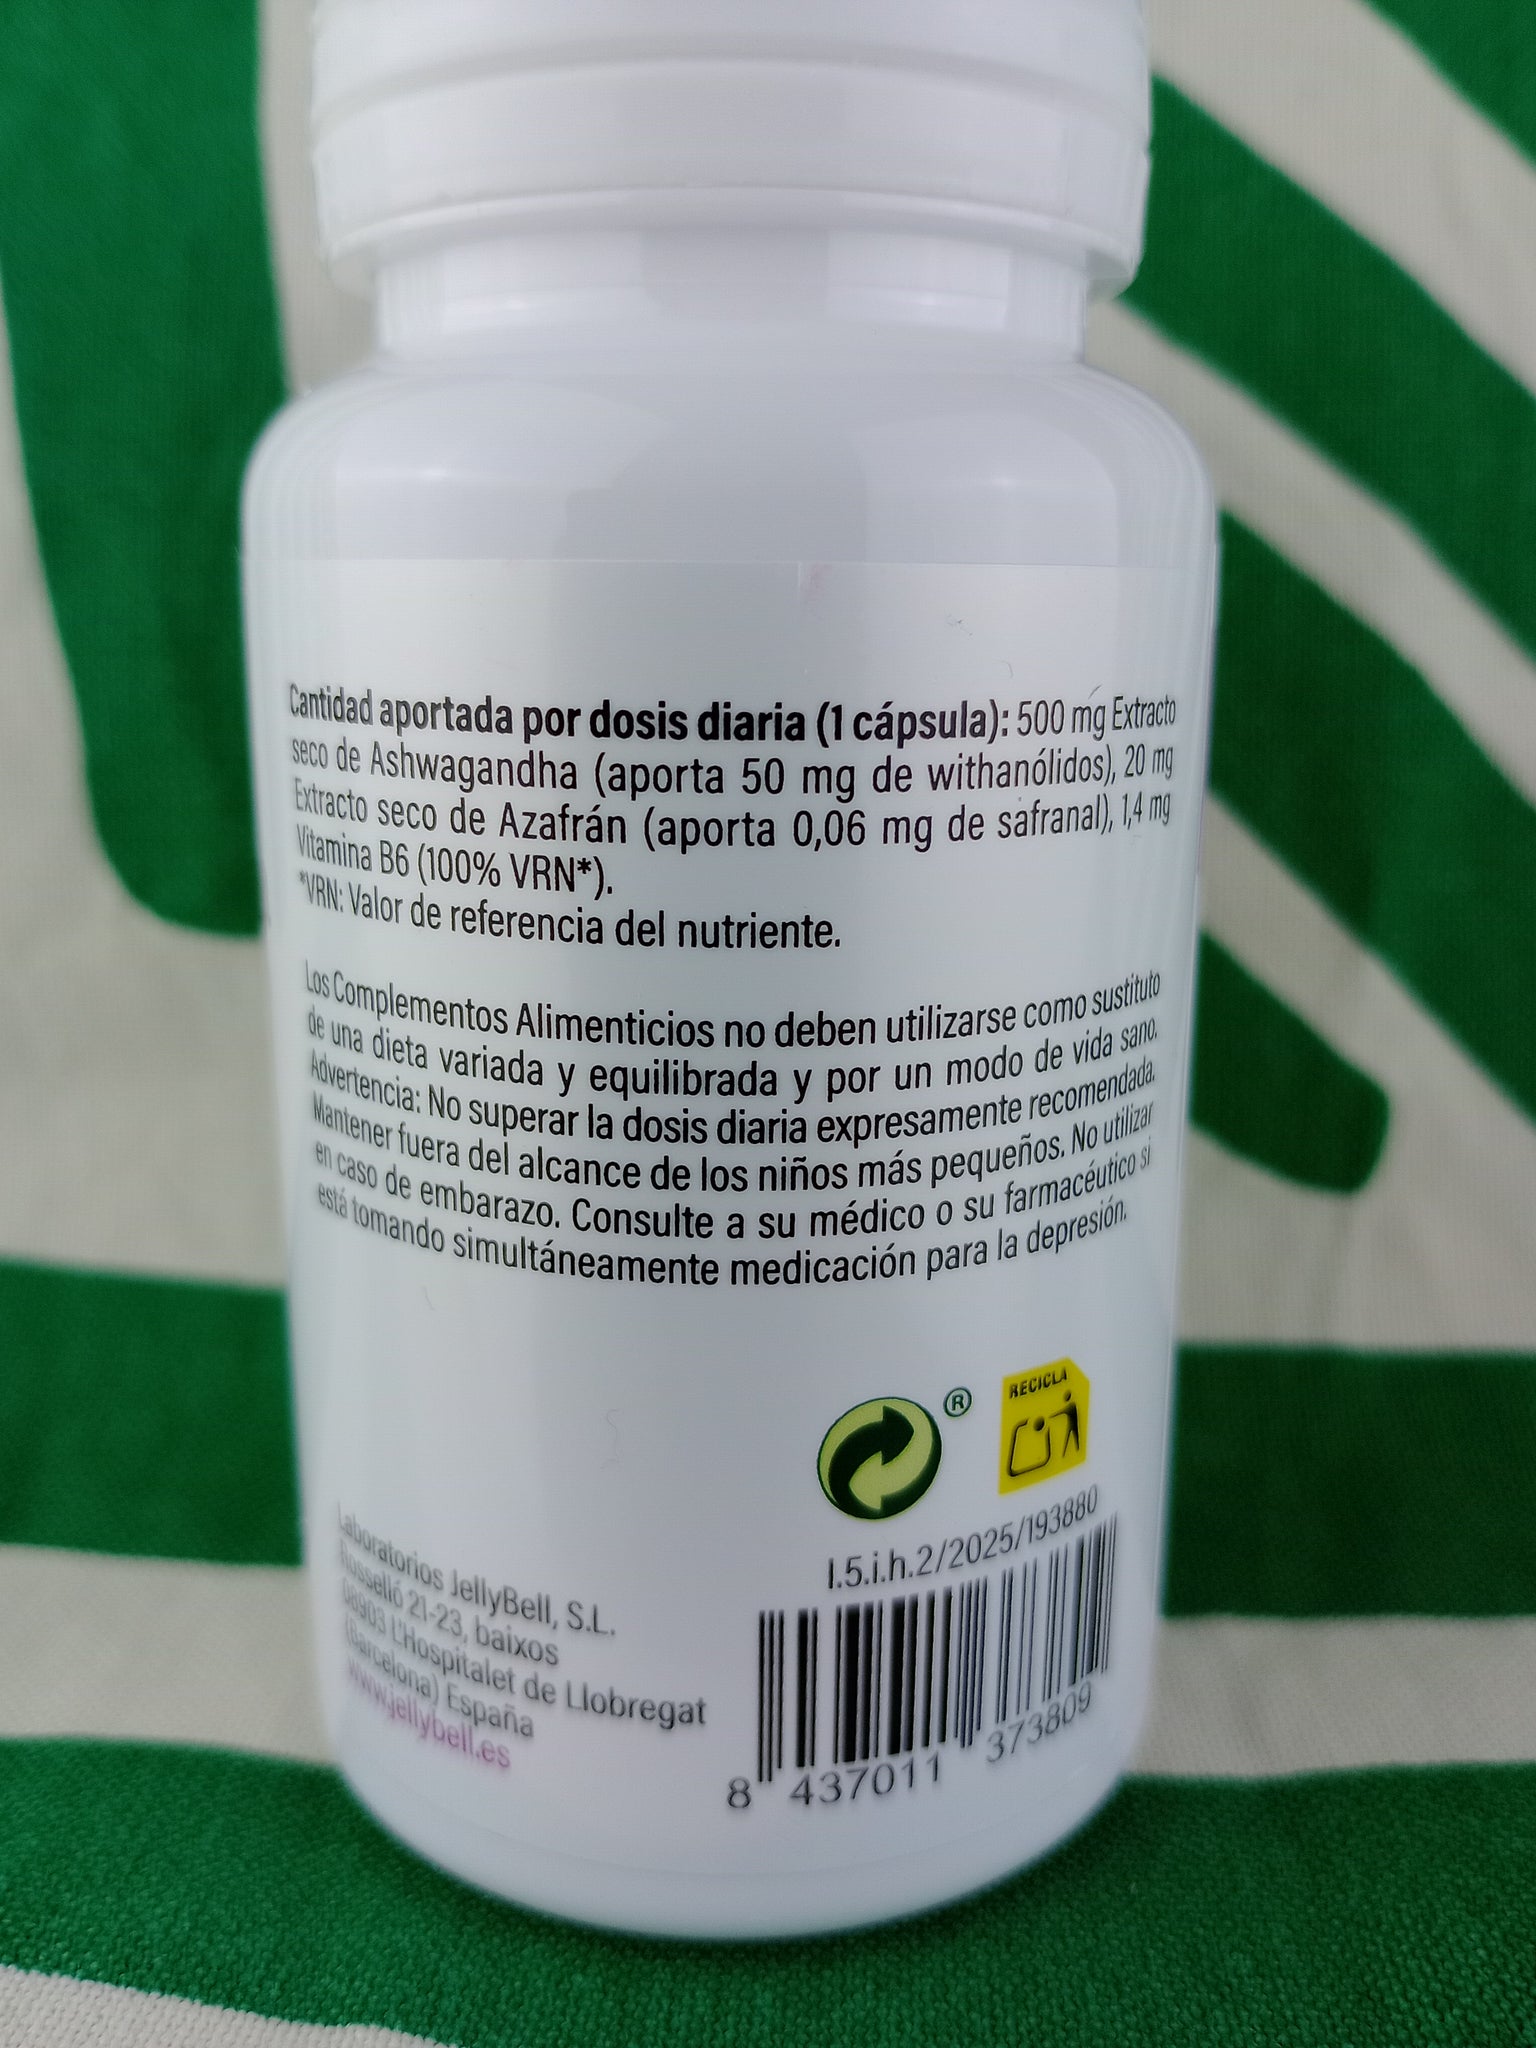 Cantidad aportada por dosis diaria (1 cápsula): 500 mg Extracto
seco de Ashwagandha (aporta 50 mg de withanólidos), 20 mg
Extracto seco de Azafrán (aporta 0,06 mg de safranal), 1,4 mg
Vitamina B6 (100% VRN*).
*VRN: Valor de referencia del nutriente.
Los Complementos Alimenticios no deben utilizarse como sustituto
de una dieta variada y equilibrada y por un modo de vida sano.
Advertencia: No superar la dosis diaria expresamente recomendada.
Mantener fuera del alcance de los niños más pequeños. No utilizar
en caso de embarazo. Consulte a su médico o su farmacéutico si
está tomando simultáneamente medicación para la depresión.
®
RECICLA
Laboratorios JellyBell, S.L.
Rosselló 21-23, baixos
08903 L'Hospitalet de Llobregat
(Barcelona) España
www.jellybell.es
I.5.i.h.2/2025/193880
8 437011 373809